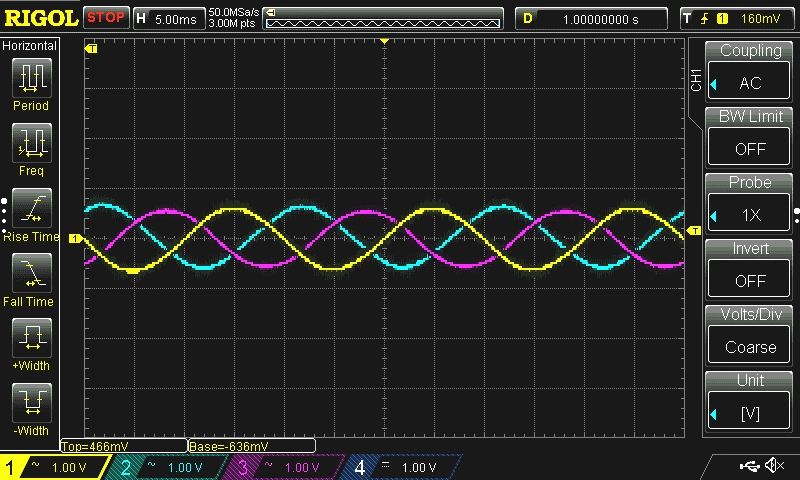 RIGOL STOP H 5.00ms 50.0MSa/s
3.00M pts D 1.00000000 s T 1 160mV
Horizontal
Period
Freq
Rise Time
Fall Time
+Width
-Width
T
T
1
CH1
Coupling
AC
BW Limit
OFF
Probe
1X
Invert
OFF
Volts/Div
Coarse
Unit
[V]
Top=466mV Base=-636mV
1 ~ 1.00 V 2 ~ 1.00 V 3 ~ 1.00 V 4 1.00 V